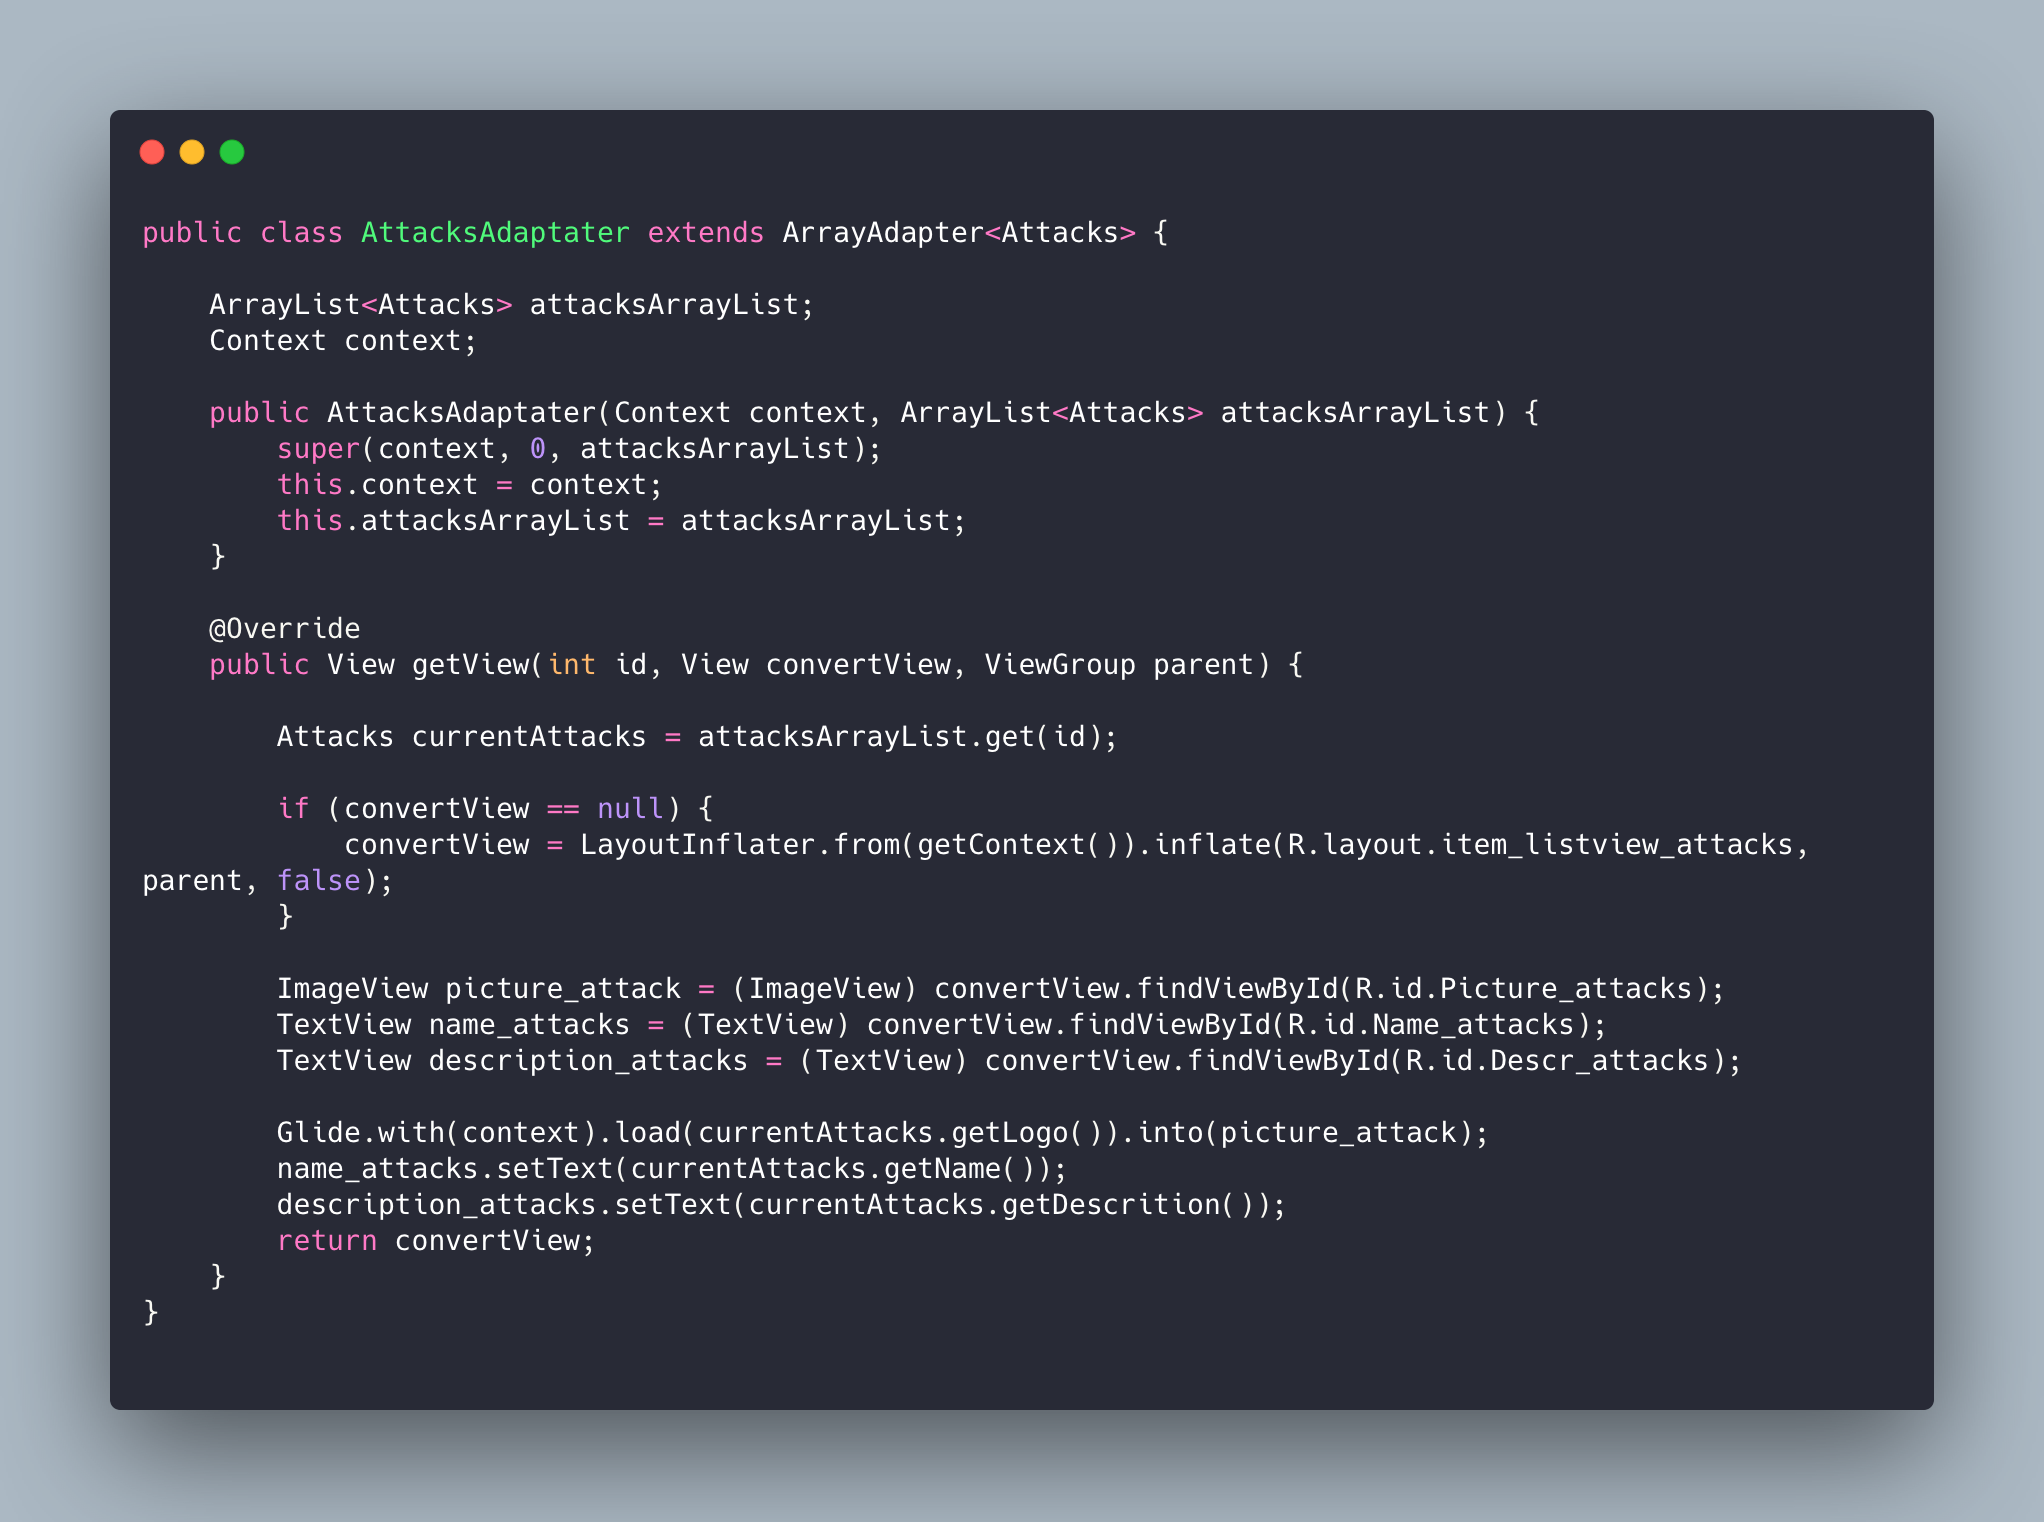 public class AttacksAdaptater extends ArrayAdapter<Attacks> {

    ArrayList<Attacks> attacksArrayList;
    Context context;

    public AttacksAdaptater(Context context, ArrayList<Attacks> attacksArrayList) {
        super(context, 0, attacksArrayList);
        this.context = context;
        this.attacksArrayList = attacksArrayList;
    }

    @Override
    public View getView(int id, View convertView, ViewGroup parent) {

        Attacks currentAttacks = attacksArrayList.get(id);

        if (convertView == null) {
            convertView = LayoutInflater.from(getContext()).inflate(R.layout.item_listview_attacks,
parent, false);
        }

        ImageView picture_attack = (ImageView) convertView.findViewById(R.id.Picture_attacks);
        TextView name_attacks = (TextView) convertView.findViewById(R.id.Name_attacks);
        TextView description_attacks = (TextView) convertView.findViewById(R.id.Descr_attacks);

        Glide.with(context).load(currentAttacks.getLogo()).into(picture_attack);
        name_attacks.setText(currentAttacks.getName());
        description_attacks.setText(currentAttacks.getDescrition());
        return convertView;
    }
}